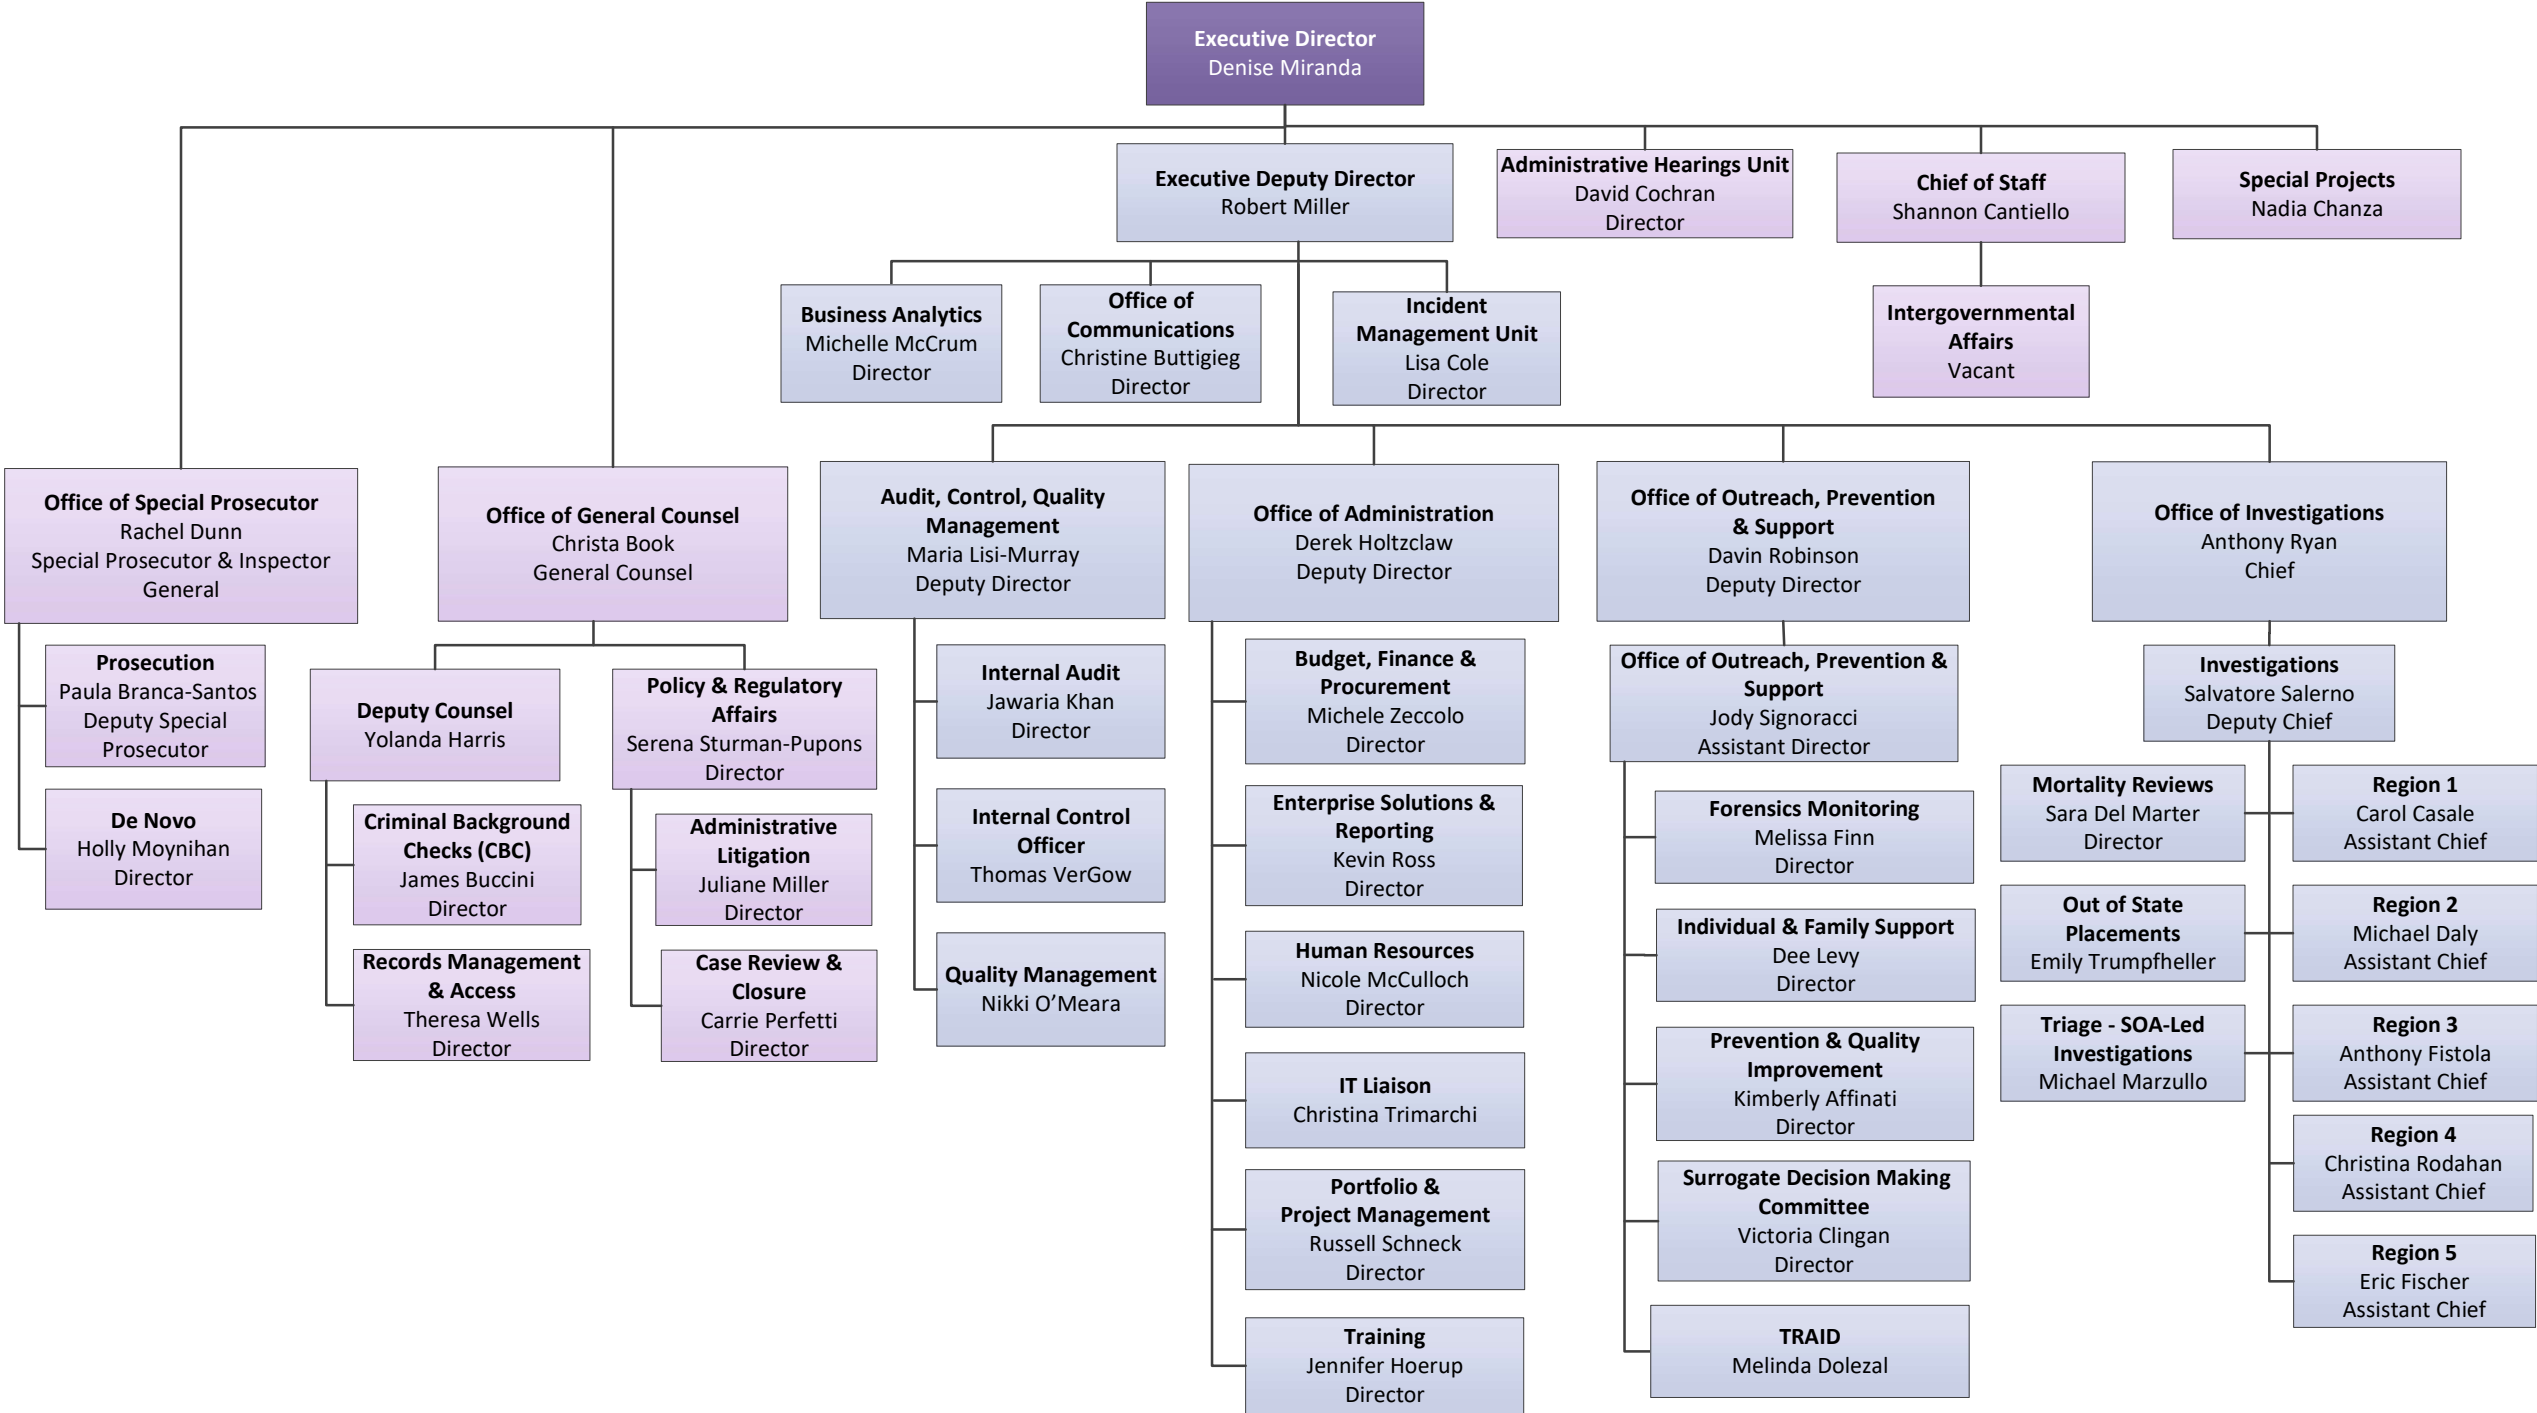 Executive Director
Denise Miranda
Executive Deputy Director
Robert Miller
Administrative Hearings Unit
David Cochran
Director
Chief of Staff
Shannon Cantiello
Special Projects
Nadia Chanza
Business Analytics
Michelle McCrum
Director
Office of
Communications
Christine Buttigieg
Director
Incident
Management Unit
Lisa Cole
Director
Intergovernmental
Affairs
Vacant
Office of Special Prosecutor
Rachel Dunn
Special Prosecutor & Inspector
General
Prosecution
Paula Branca-Santos
Deputy Special
Prosecutor
De Novo
Holly Moynihan
Director
Office of General Counsel
Christa Book
General Counsel
Deputy Counsel
Yolanda Harris
Criminal Background
Checks (CBC)
James Buccini
Director
Records Management
& Access
Theresa Wells
Director
Policy & Regulatory
Affairs
Serena Sturman-Pupons
Director
Administrative
Litigation
Juliane Miller
Director
Case Review &
Closure
Carrie Perfetti
Director
Audit, Control, Quality
Management
Maria Lisi-Murray
Deputy Director
Internal Audit
Jawaria Khan
Director
Internal Control
Officer
Thomas VerGow
Quality Management
Nikki O’Meara
Office of Administration
Derek Holtzclaw
Deputy Director
Budget, Finance &
Procurement
Michele Zeccolo
Director
Enterprise Solutions &
Reporting
Kevin Ross
Director
Human Resources
Nicole McCulloch
Director
IT Liaison
Christina Trimarchi
Portfolio &
Project Management
Russell Schneck
Director
Training
Jennifer Hoerup
Director
Office of Outreach, Prevention
& Support
Davin Robinson
Deputy Director
Office of Outreach, Prevention &
Support
Jody Signoracci
Assistant Director
Forensics Monitoring
Melissa Finn
Director
Individual & Family Support
Dee Levy
Director
Prevention & Quality
Improvement
Kimberly Affinati
Director
Surrogate Decision Making
Committee
Victoria Clingan
Director
TRAID
Melinda Dolezal
Office of Investigations
Anthony Ryan
Chief
Investigations
Salvatore Salerno
Deputy Chief
Mortality Reviews
Sara Del Marter
Director
Out of State
Placements
Emily Trumpfheller
Triage - SOA-Led
Investigations
Michael Marzullo
Region 1
Carol Casale
Assistant Chief
Region 2
Michael Daly
Assistant Chief
Region 3
Anthony Fistola
Assistant Chief
Region 4
Christina Rodahan
Assistant Chief
Region 5
Eric Fischer
Assistant Chief